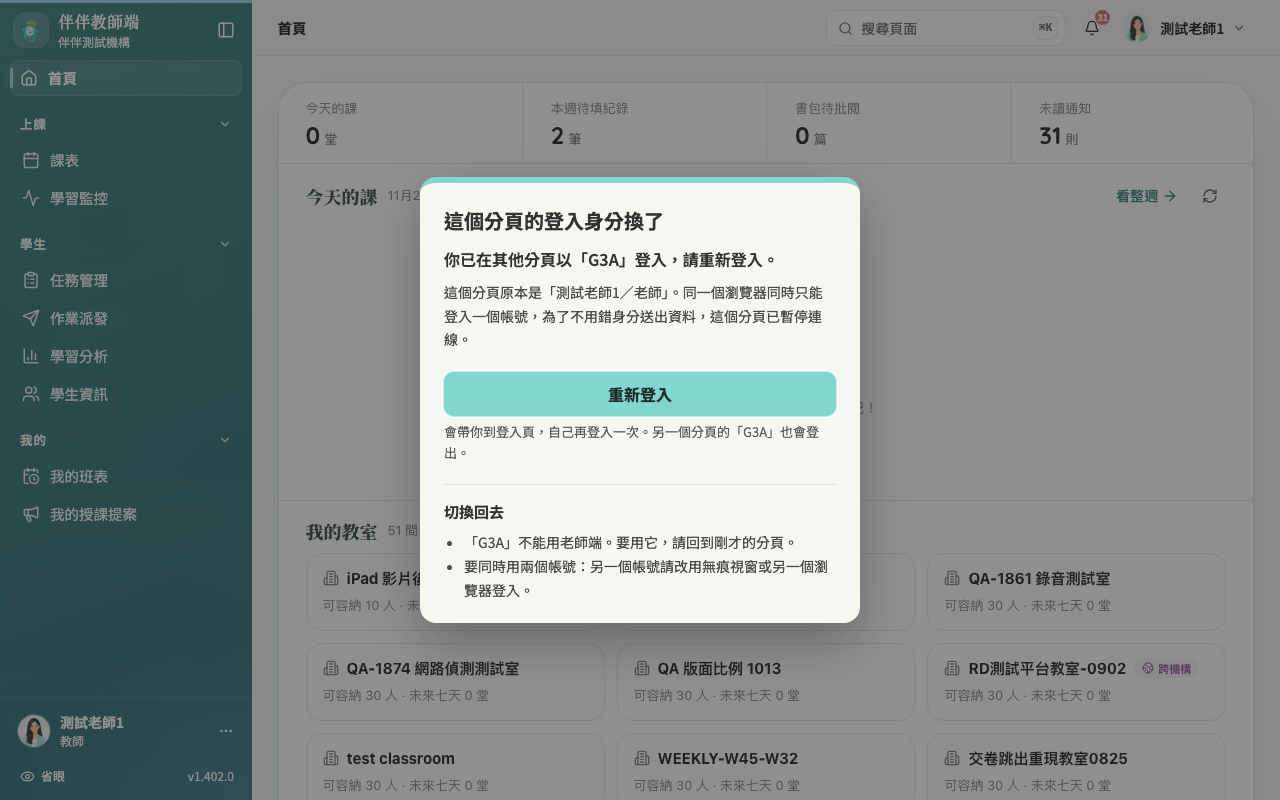 伴伴教師端
伴伴測試機構
首頁
上課
課表
學習監控
學生
任務管理
作業派發
學習分析
學生資訊
我的
我的班表
我的授課提案
測試老師1
教師
省眼
v1.402.0
首頁
搜尋頁面
⌘K
31
測試老師1
今天的課
0 堂
本週待填紀錄
2 筆
書包待批閱
0 篇
未讀通知
31 則
今天的課 11月2
看整週
這個分頁的登入身分換了
你已在其他分頁以「G3A」登入，請重新登入。
這個分頁原本是「測試老師1／老師」。同一個瀏覽器同時只能
登入一個帳號，為了不用錯身分送出資料，這個分頁已暫停連
線。
重新登入
會帶你到登入頁，自己再登入一次。另一個分頁的「G3A」也會登
出。
切換回去
「G3A」不能用老師端。要用它，請回到剛才的分頁。
要同時用兩個帳號：另一個帳號請改用無痕視窗或另一個瀏
覽器登入。
！
我的教室 51 間
iPad 影片
可容納 10 人 · 未
QA-1861 錄音測試室
可容納 30 人 · 未來七天 0 堂
QA-1874 網路偵測測試室
可容納 30 人 · 未來七天 0 堂
QA 版面比例 1013
可容納 30 人 · 未來七天 0 堂
RD測試平台教室-0902 跨機構
可容納 30 人 · 未來七天 0 堂
test classroom
可容納 30 人 · 未來七天 0 堂
WEEKLY-W45-W32
可容納 30 人 · 未來七天 0 堂
交卷跳出重現教室0825
可容納 30 人 · 未來七天 0 堂